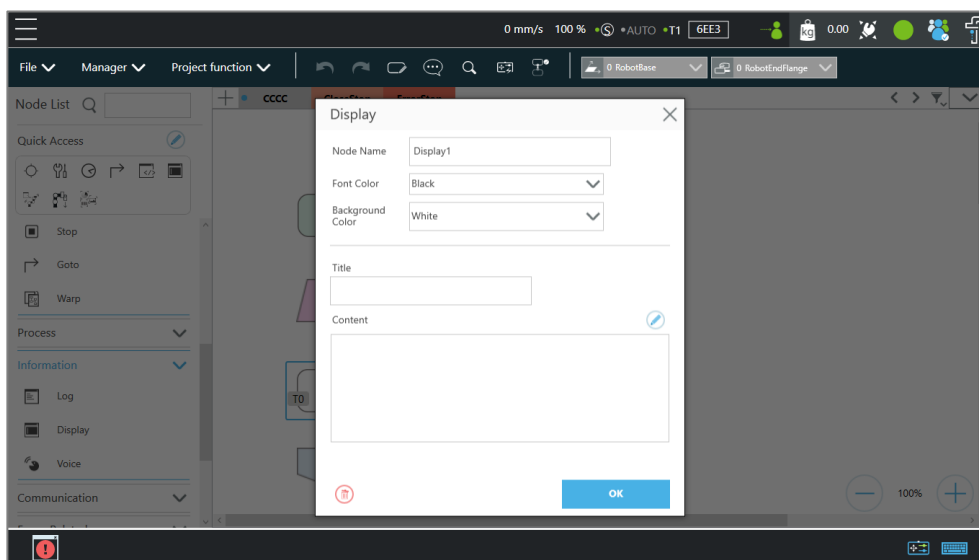 0 mm/s 100 % S AUTO T1 6EE3 kg 0.00
File Manager Project function 0 RobotBase 0 RobotEndFlange
Node List
cccc
Quick Access
Stop
Goto
Warp
Process
Information
Log
Display
Voice
Communication
T0
Display
Node Name Display1
Font Color Black
Background
Color
White
Title
Content
OK
100%